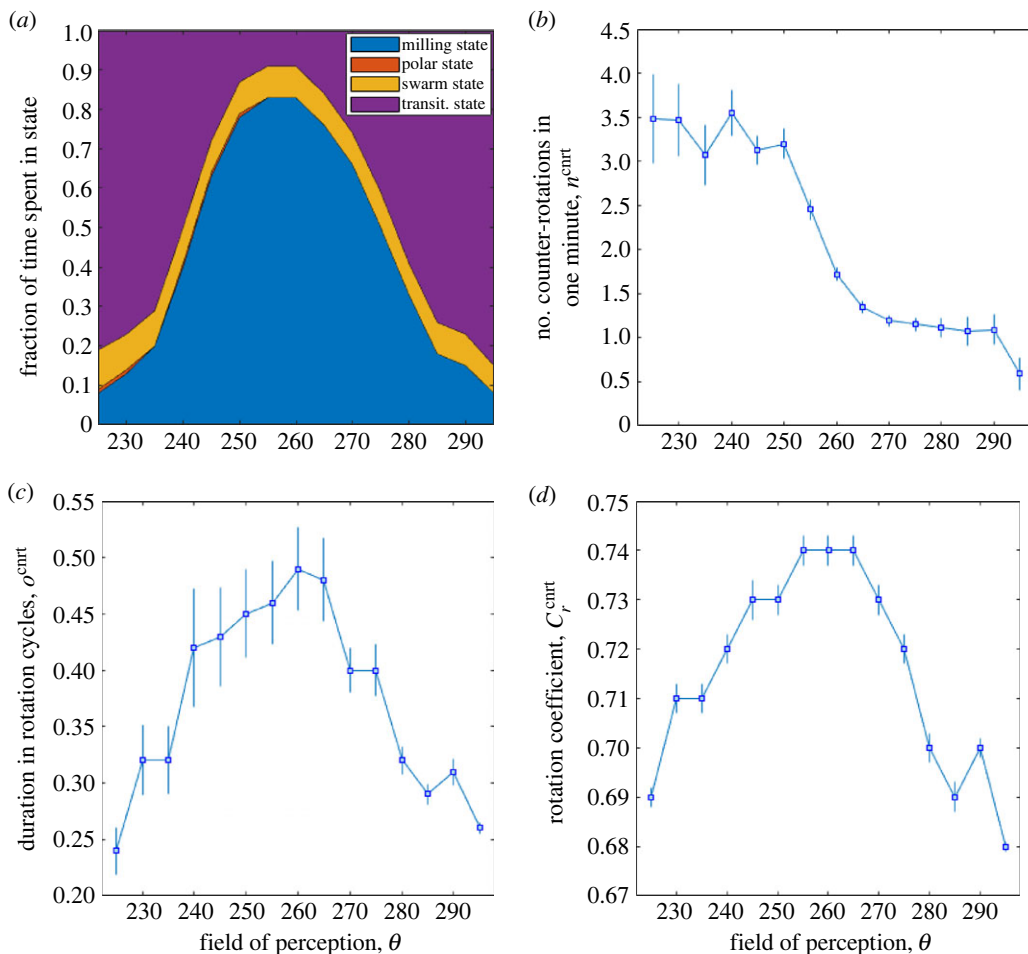 (a)
1.0
0.9
0.8
0.7
0.6
0.5
0.4
0.3
0.2
0.1
0
fraction of time spent in state
milling state
polar state
swarm state
transit. state
230 240 250 260 270 280 290
(b)
4.5
4.0
3.5
3.0
2.5
2.0
1.5
1.0
0.5
0
no. counter-rotations in
one minute, n^cnrt
230 240 250 260 270 280 290
(c)
0.55
0.50
0.45
0.40
0.35
0.30
0.25
0.20
duration in rotation cycles, o^cnrt
230 240 250 260 270 280 290
field of perception, θ
(d)
0.75
0.74
0.73
0.72
0.71
0.70
0.69
0.68
0.67
rotation coefficient, C_r^cnrt
230 240 250 260 270 280 290
field of perception, θ